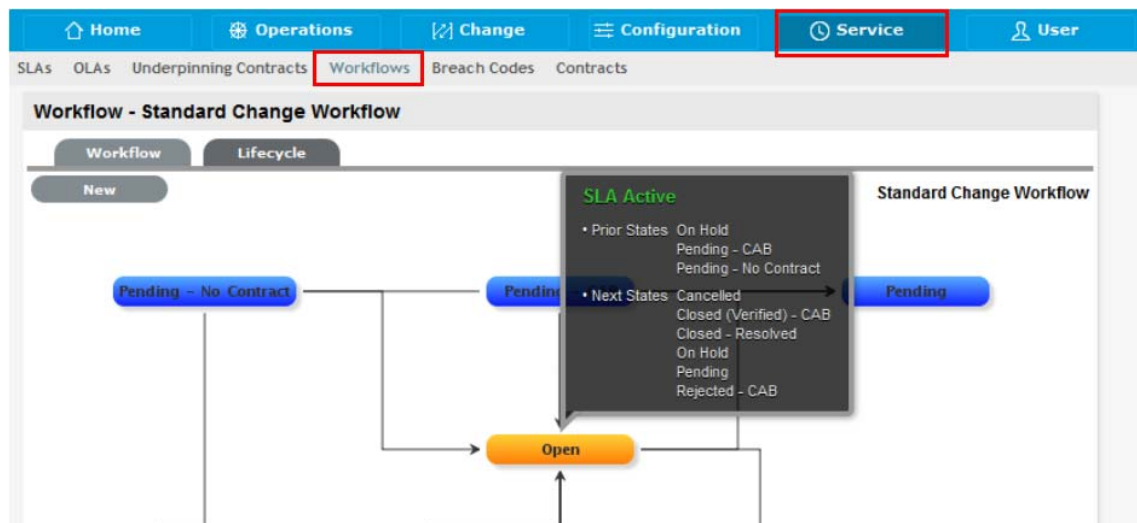 Home Operations Change Configuration Service User
SLAs OLAs Underpinning Contracts Workflows Breach Codes Contracts
Workflow - Standard Change Workflow
Workflow Lifecycle
New
Standard Change Workflow
SLA Active
• Prior States On Hold
Pending - CAB
Pending - No Contract
• Next States Cancelled
Closed (Verified) - CAB
Closed - Resolved
On Hold
Pending
Rejected - CAB
Pending - No Contract
Pending
Open